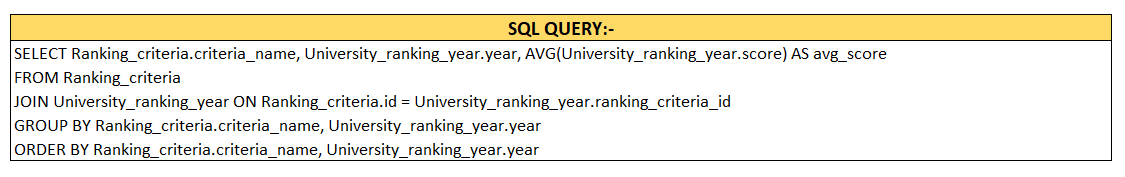 SQL QUERY:-
SELECT Ranking_criteria.criteria_name, University_ranking_year.year, AVG(University_ranking_year.score) AS avg_score
FROM Ranking_criteria
JOIN University_ranking_year ON Ranking_criteria.id = University_ranking_year.ranking_criteria_id
GROUP BY Ranking_criteria.criteria_name, University_ranking_year.year
ORDER BY Ranking_criteria.criteria_name, University_ranking_year.year